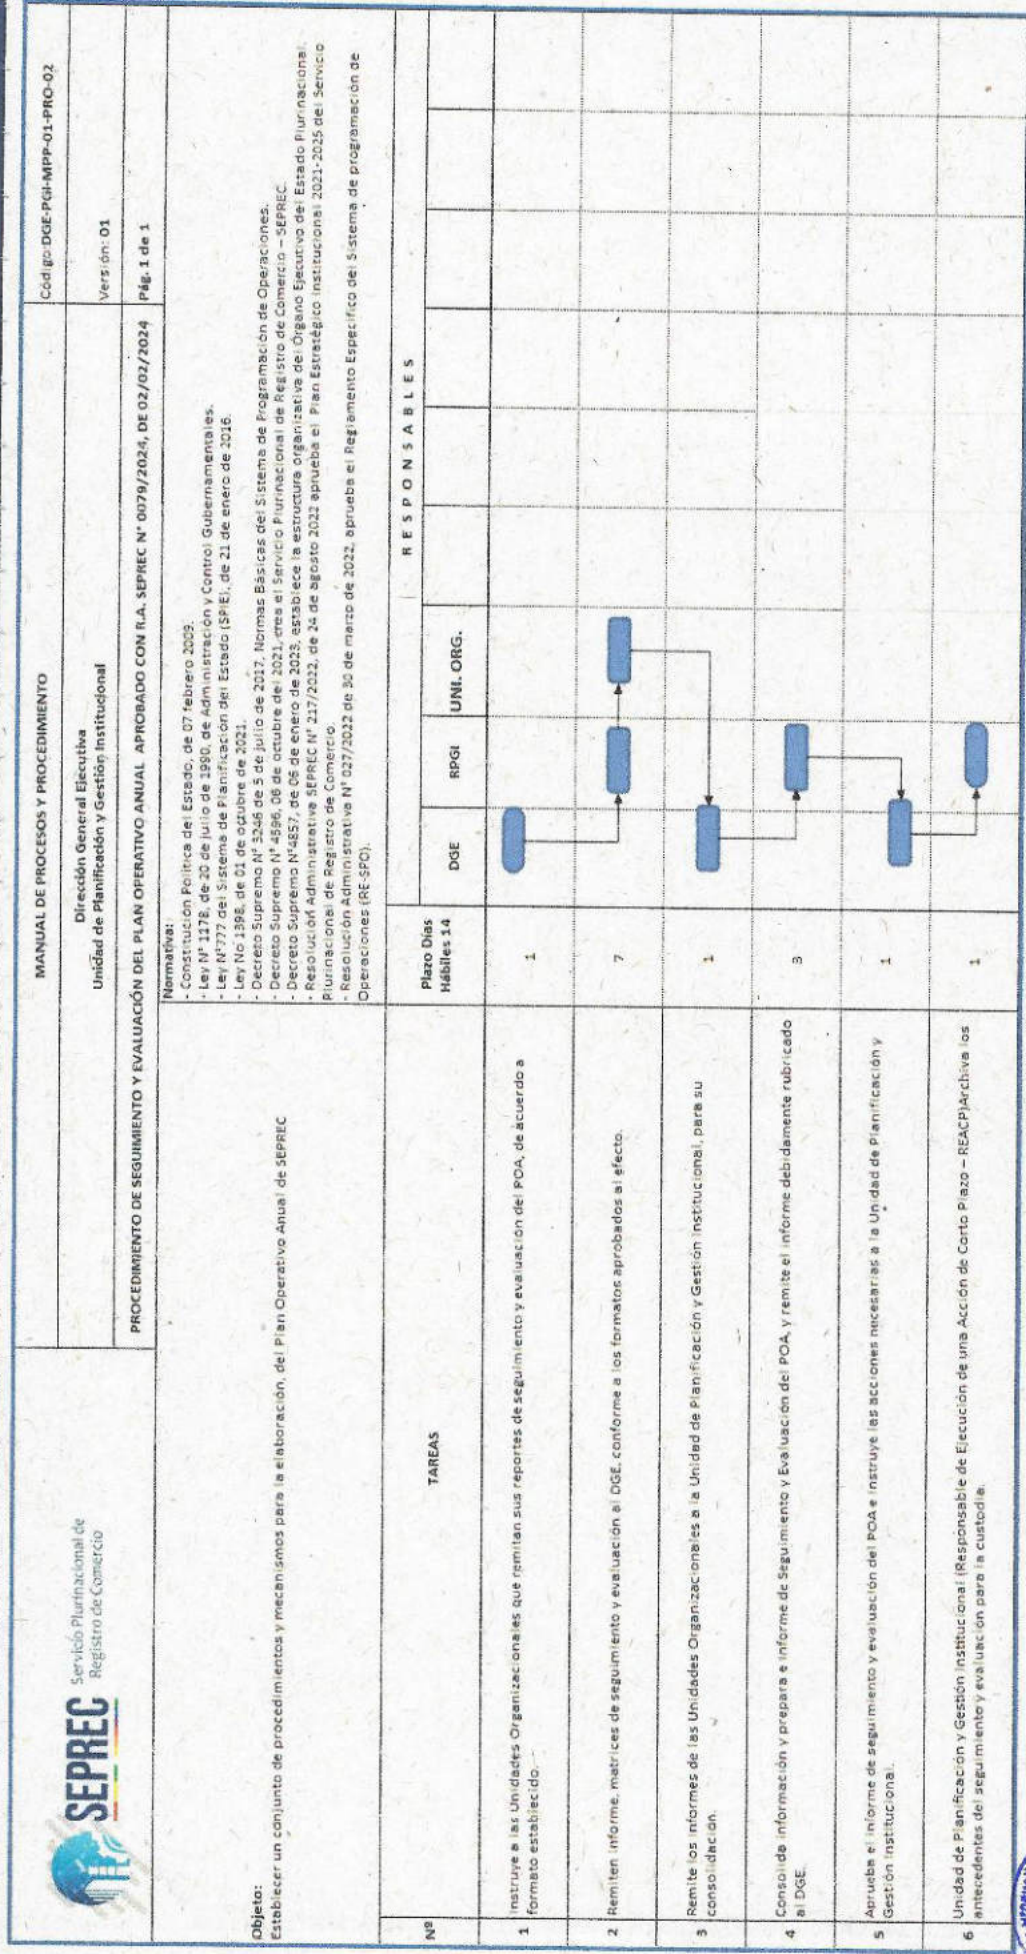 SEPREC
Servicio Plurinacional de
Registro de Comercio
MANUAL DE PROCESOS Y PROCEDIMIENTO
Código:DGE-PGI-MPP-01-PRO-02
Dirección General Ejecutiva
Unidad de Planificación y Gestión Institucional
Versión: 01
PROCEDIMIENTO DE SEGUIMIENTO Y EVALUACIÓN DEL PLAN OPERATIVO ANUAL APROBADO CON R.A. SEPREC N° 0079/2024, DE 02/02/2024
Pág. 1 de 1
Objeto:
Establecer un conjunto de procedimientos y mecanismos para la elaboración, del Plan Operativo Anual de SEPREC
Normativa:
- Constitución Política del Estado, de 07 febrero 2009.
- Ley N° 1178, de 20 de julio de 1990, de Administración y Control Gubernamentales.
- Ley N°777 del Sistema de Planificación del Estado (SPIE), de 21 de enero de 2016.
- Ley No 1398, de 01 de octubre de 2021.
- Decreto Supremo N° 3246 de 5 de julio de 2017, Normas Básicas del Sistema de Programación de Operaciones.
- Decreto Supremo N° 4596, 06 de octubre del 2021, crea el Servicio Plurinacional de Registro de Comercio – SEPREC.
- Decreto Supremo N°4857, de 06 de enero de 2023, establece la estructura organizativa del Órgano Ejecutivo del Estado Plurinacional.
- Resolución Administrativa SEPREC N° 217/2022, de 24 de agosto 2022 aprueba el Plan Estratégico Institucional 2021-2025 del Servicio
Plurinacional de Registro de Comercio.
- Resolución Administrativa N° 027/2022 de 30 de marzo de 2022, aprueba el Reglamento Específico del Sistema de programación de
Operaciones (RE-SPO).
Nº
TAREAS
Plazo Días
Hábiles 14
RESPONSABLES
DGE
RPGI
UNI. ORG.
1
Instruye a las Unidades Organizacionales que remitan sus reportes de seguimiento y evaluación del POA, de acuerdo a
formato establecido.
1
2
Remiten informe, matrices de seguimiento y evaluación al DGE, conforme a los formatos aprobados al efecto.
7
3
Remite los informes de las Unidades Organizacionales a la Unidad de Planificación y Gestión Institucional, para su
consolidación.
1
4
Consolida información y prepara e informe de Seguimiento y Evaluación del POA, y remite el informe debidamente rubricado
al DGE.
3
5
Aprueba el informe de seguimiento y evaluación del POA e instruye las acciones necesarias a la Unidad de Planificación y
Gestión Institucional.
1
6
Unidad de Planificación y Gestión Institucional (Responsable de Ejecución de una Acción de Corto Plazo – REACP)Archiva los
antecedentes del seguimiento y evaluación para la custodia.
1